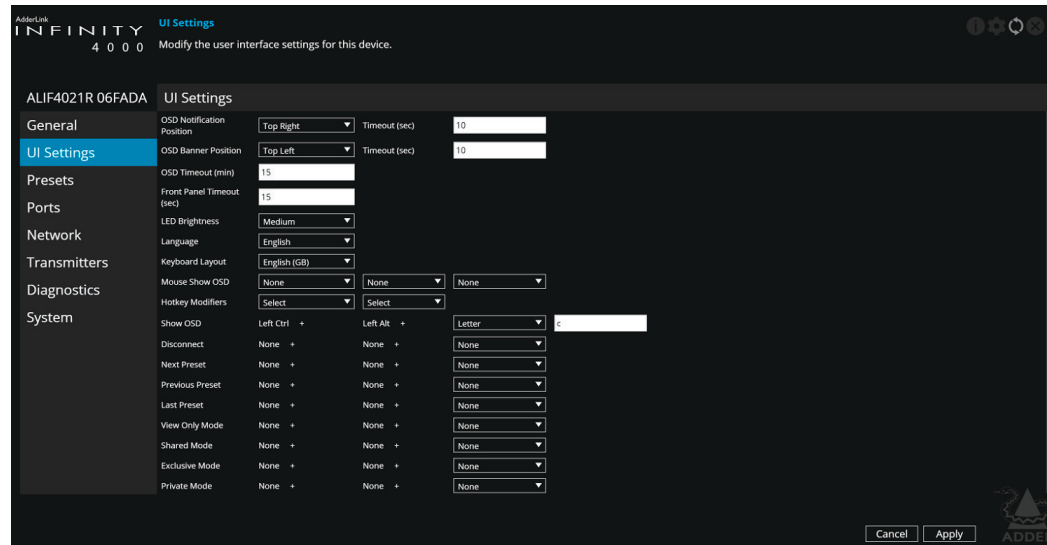 AdderLink
INFINITY
4000
UI Settings
Modify the user interface settings for this device.
ALIF4021R 06FADA
UI Settings
General
UI Settings
Presets
Ports
Network
Transmitters
Diagnostics
System
OSD Notification Position Top Right Timeout (sec) 10
OSD Banner Position Top Left Timeout (sec) 10
OSD Timeout (min) 15
Front Panel Timeout (sec) 15
LED Brightness Medium
Language English
Keyboard Layout English (GB)
Mouse Show OSD None None None
Hotkey Modifiers Select Select
Show OSD Left Ctrl + Left Alt + Letter c
Disconnect None + None + None
Next Preset None + None + None
Previous Preset None + None + None
Last Preset None + None + None
View Only Mode None + None + None
Shared Mode None + None + None
Exclusive Mode None + None + None
Private Mode None + None + None
Cancel Apply
ADDER